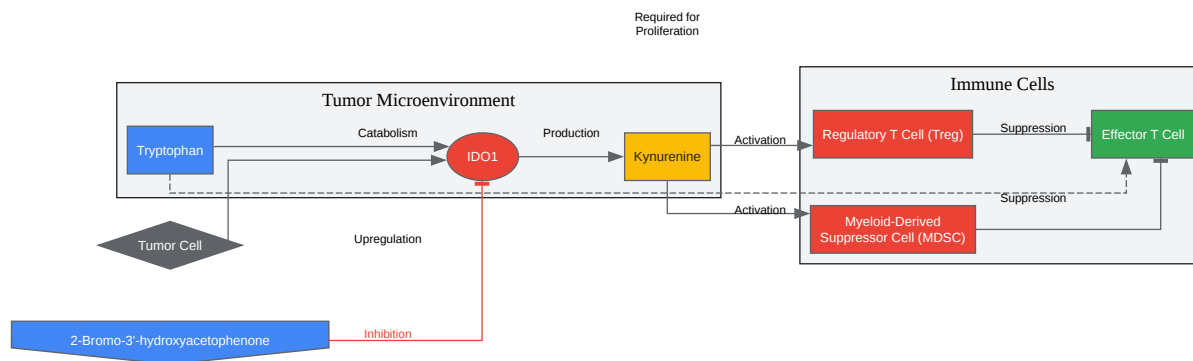 Required for
Proliferation
Tumor Microenvironment
Immune Cells
Tryptophan
Catabolism
IDO1
Production
Kynurenine
Activation
Regulatory T Cell (Treg)
Suppression
Effector T Cell
Activation
Myeloid-Derived
Suppressor Cell (MDSC)
Suppression
Tumor Cell
Upregulation
2-Bromo-3'-hydroxyacetophenone
Inhibition